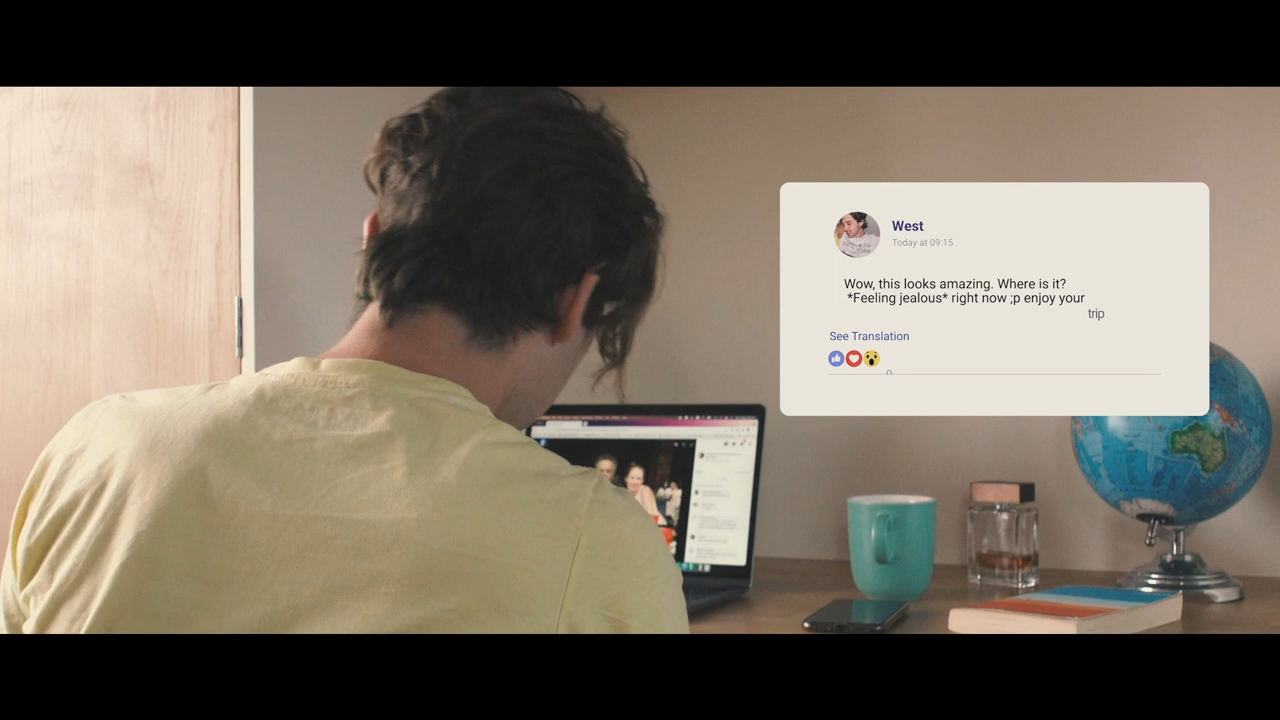 West
Today at 09:15
Wow, this looks amazing. Where is it?
*Feeling jealous* right now ;p enjoy your
trip
See Translation